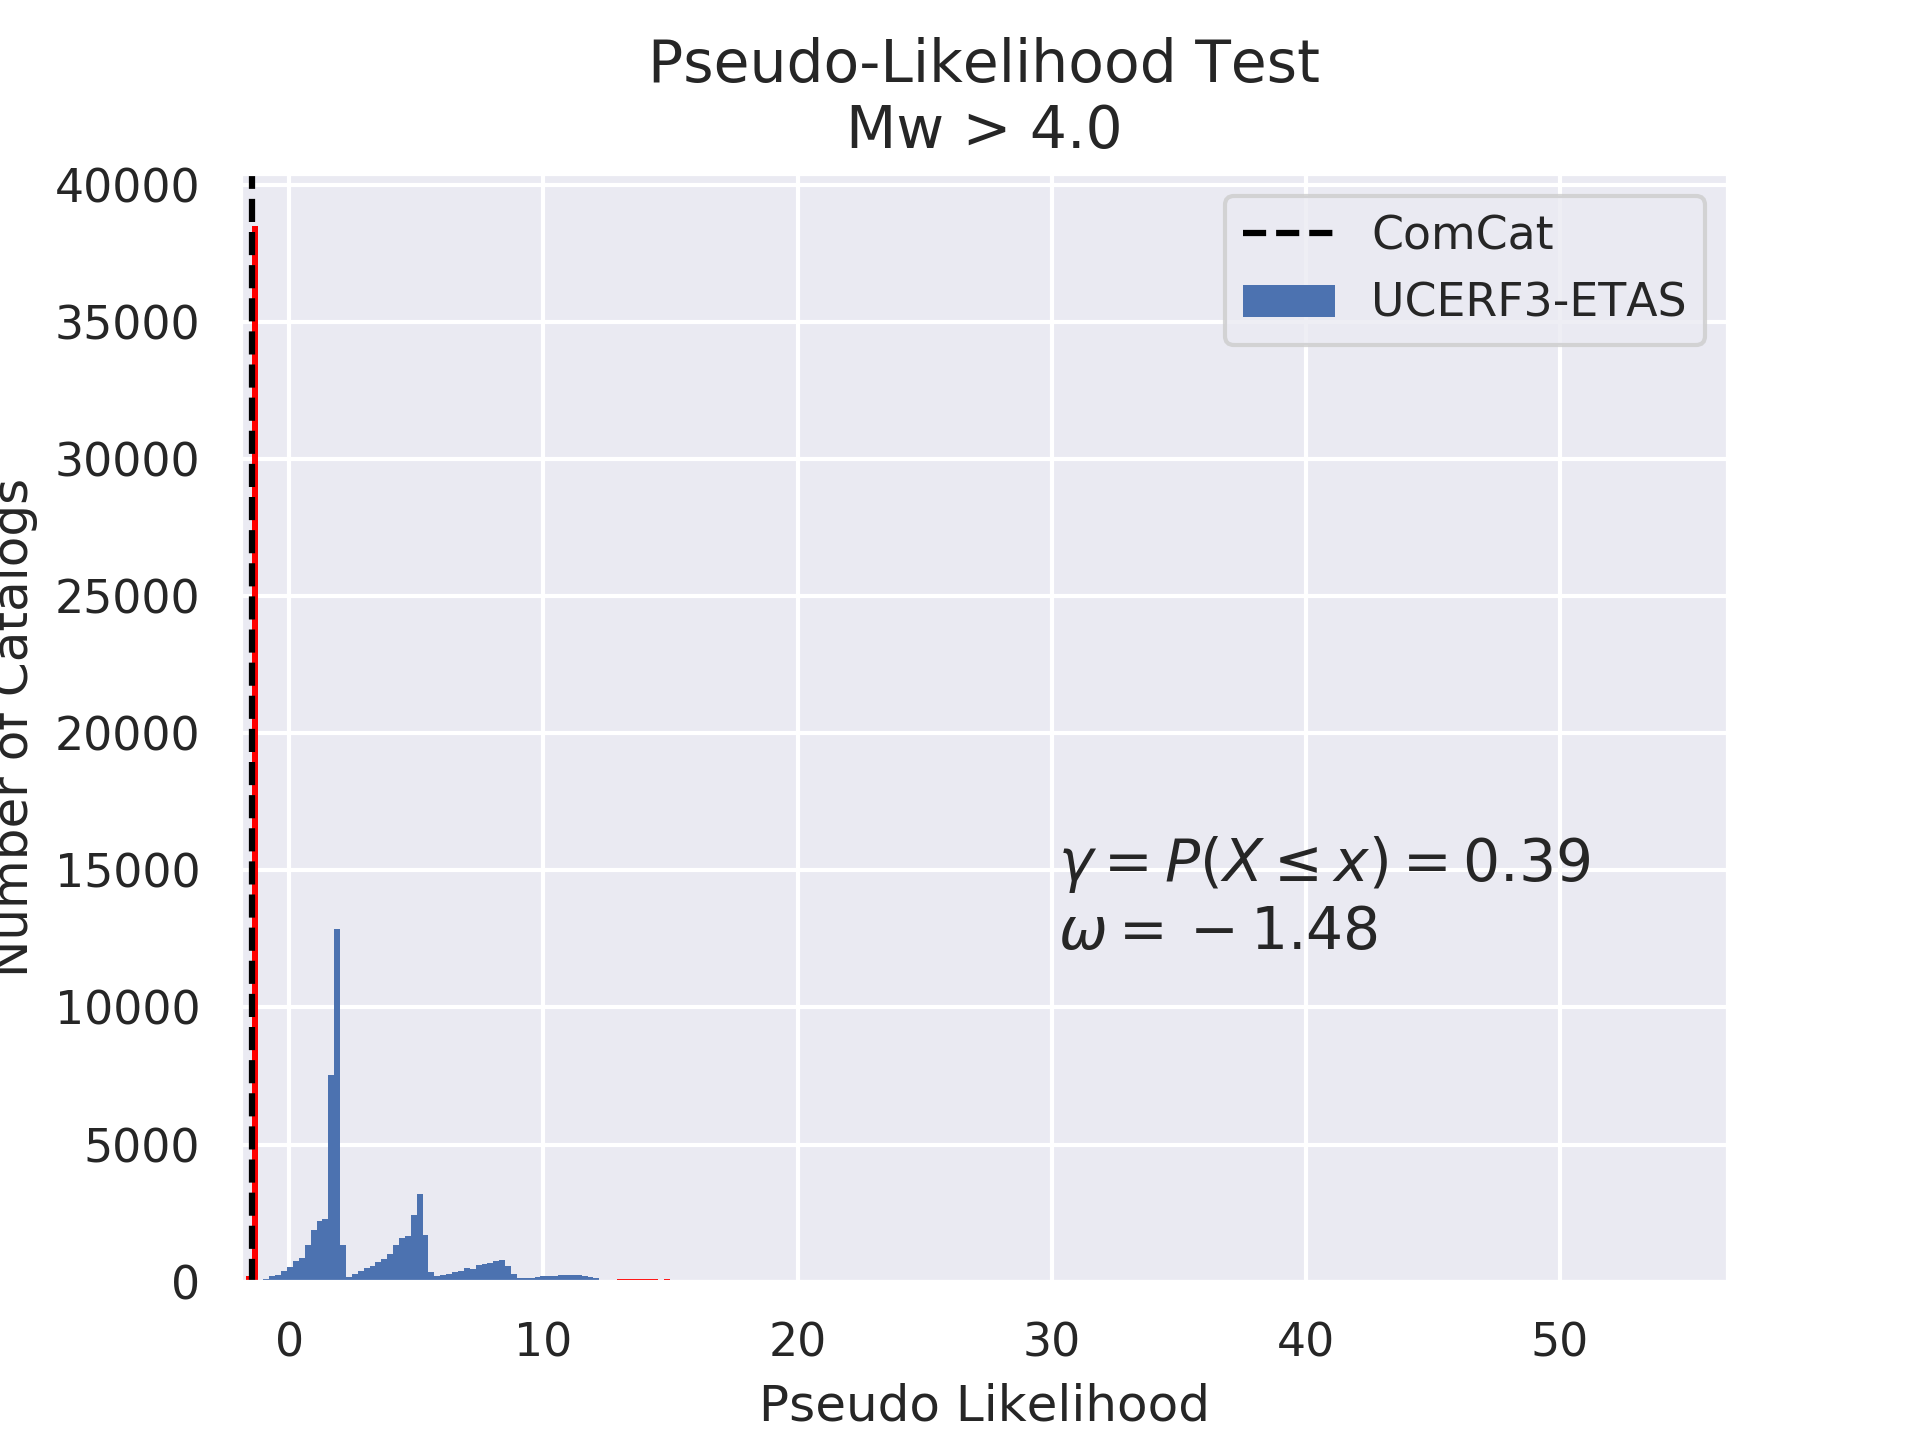 Pseudo-Likelihood Test
Mw > 4.0
40000
35000
30000
25000
20000
15000
10000
5000
0
Number of Catalogs
ComCat
UCERF3-ETAS
γ = P(X ≤ x) = 0.39
ω = − 1.48
0 10 20 30 40 50
Pseudo Likelihood